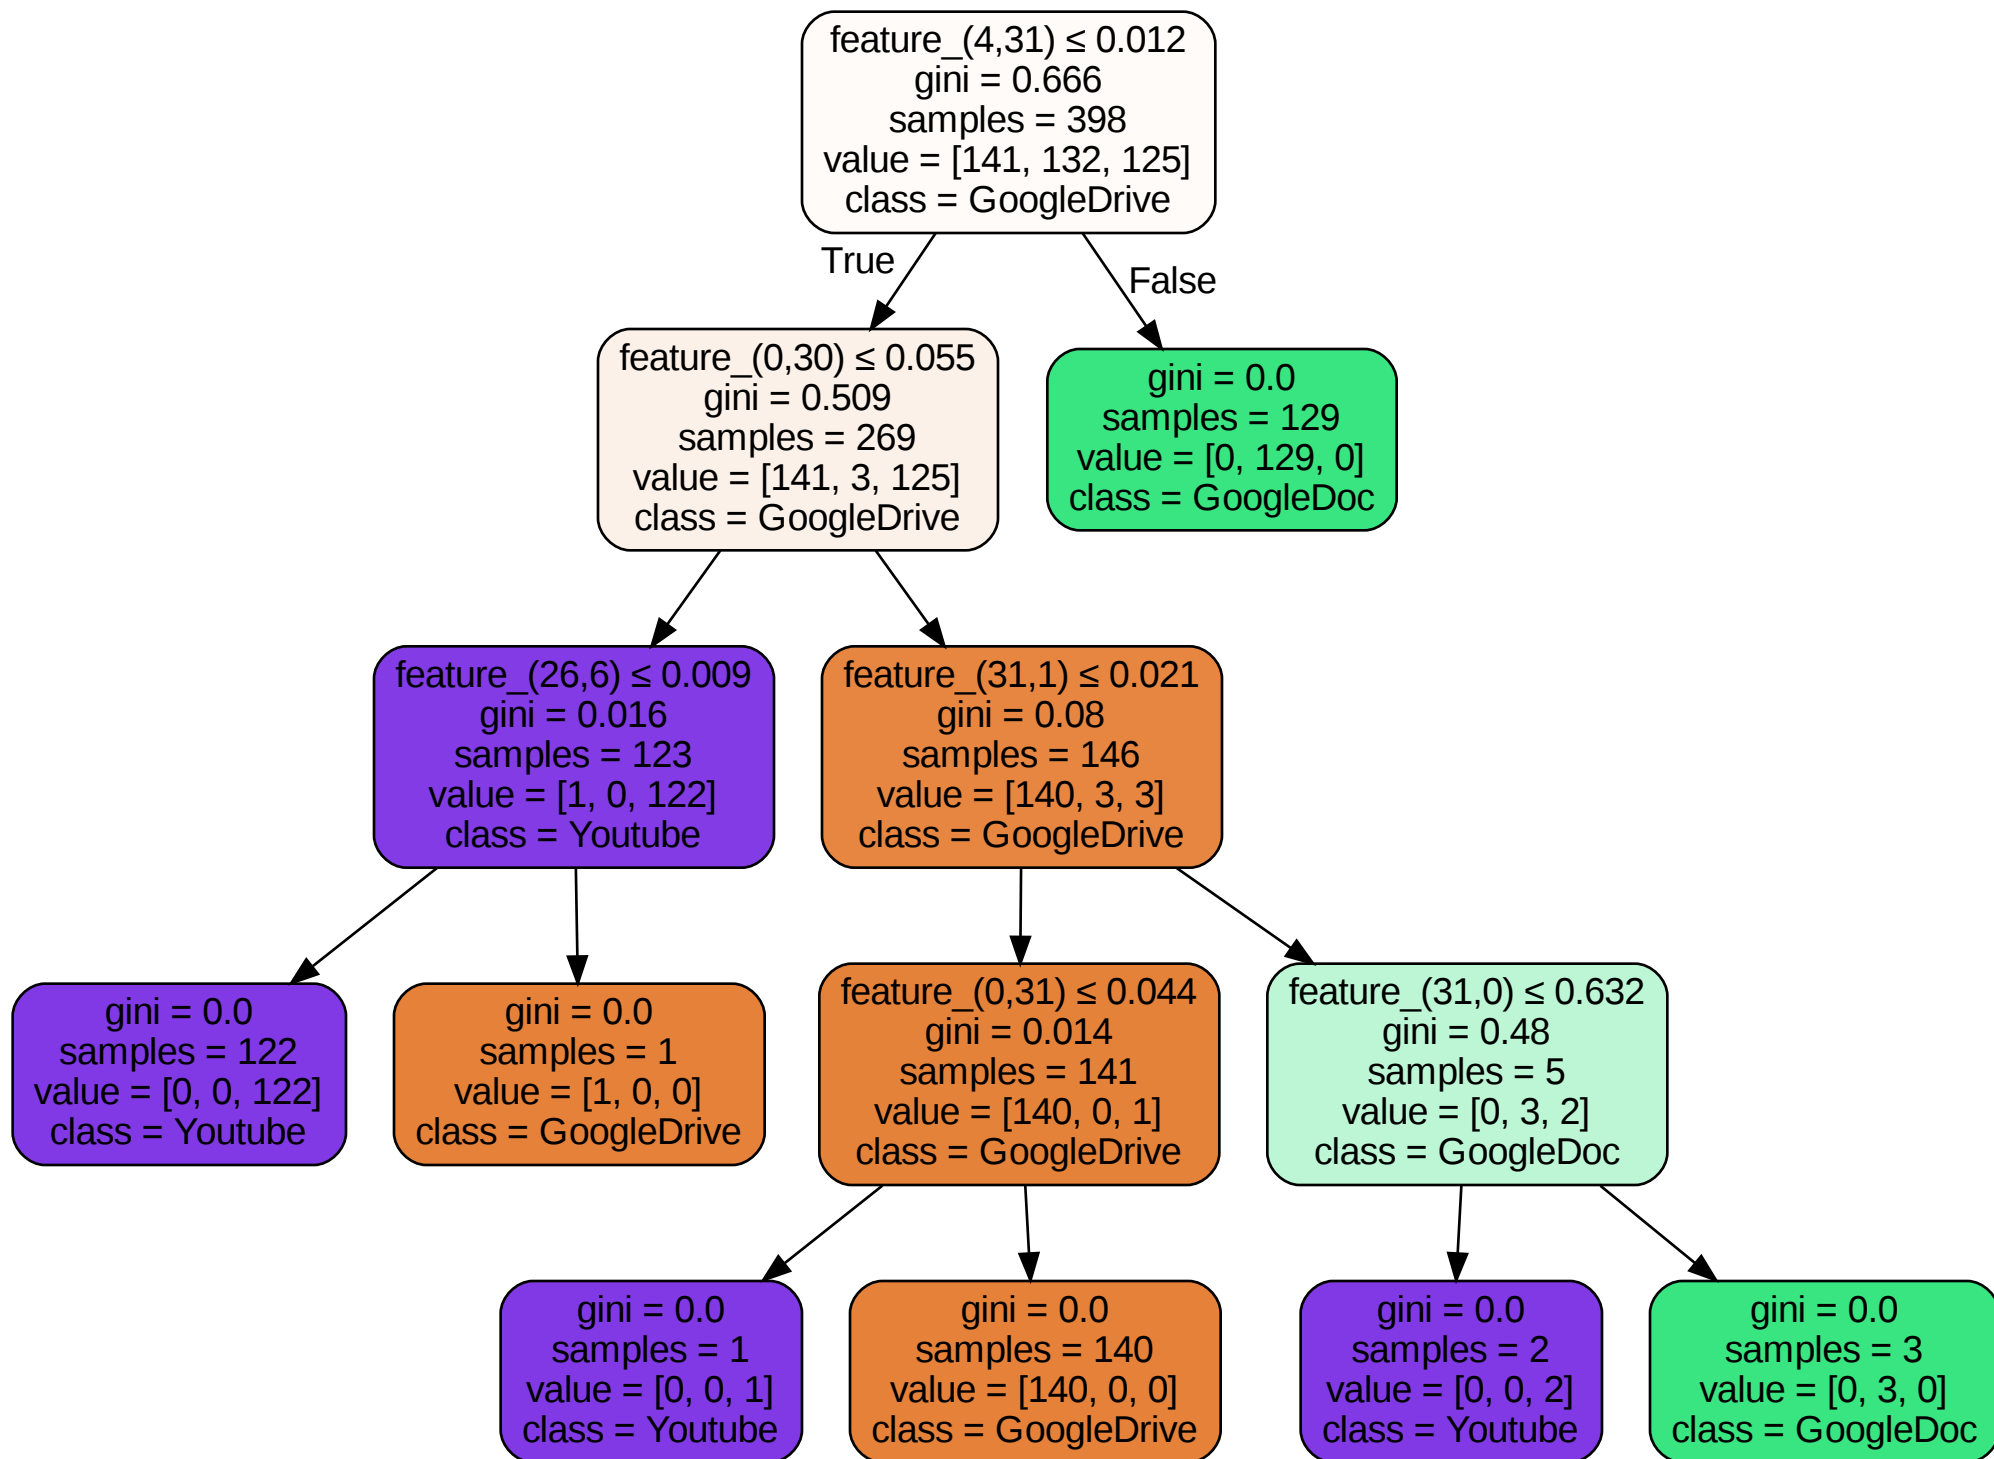 feature_(4,31) ≤ 0.012
gini = 0.666
samples = 398
value = [141, 132, 125]
class = GoogleDrive
True
False
feature_(0,30) ≤ 0.055
gini = 0.509
samples = 269
value = [141, 3, 125]
class = GoogleDrive
gini = 0.0
samples = 129
value = [0, 129, 0]
class = GoogleDoc
feature_(26,6) ≤ 0.009
gini = 0.016
samples = 123
value = [1, 0, 122]
class = Youtube
feature_(31,1) ≤ 0.021
gini = 0.08
samples = 146
value = [140, 3, 3]
class = GoogleDrive
gini = 0.0
samples = 122
value = [0, 0, 122]
class = Youtube
gini = 0.0
samples = 1
value = [1, 0, 0]
class = GoogleDrive
feature_(0,31) ≤ 0.044
gini = 0.014
samples = 141
value = [140, 0, 1]
class = GoogleDrive
feature_(31,0) ≤ 0.632
gini = 0.48
samples = 5
value = [0, 3, 2]
class = GoogleDoc
gini = 0.0
samples = 1
value = [0, 0, 1]
class = Youtube
gini = 0.0
samples = 140
value = [140, 0, 0]
class = GoogleDrive
gini = 0.0
samples = 2
value = [0, 0, 2]
class = Youtube
gini = 0.0
samples = 3
value = [0, 3, 0]
class = GoogleDoc